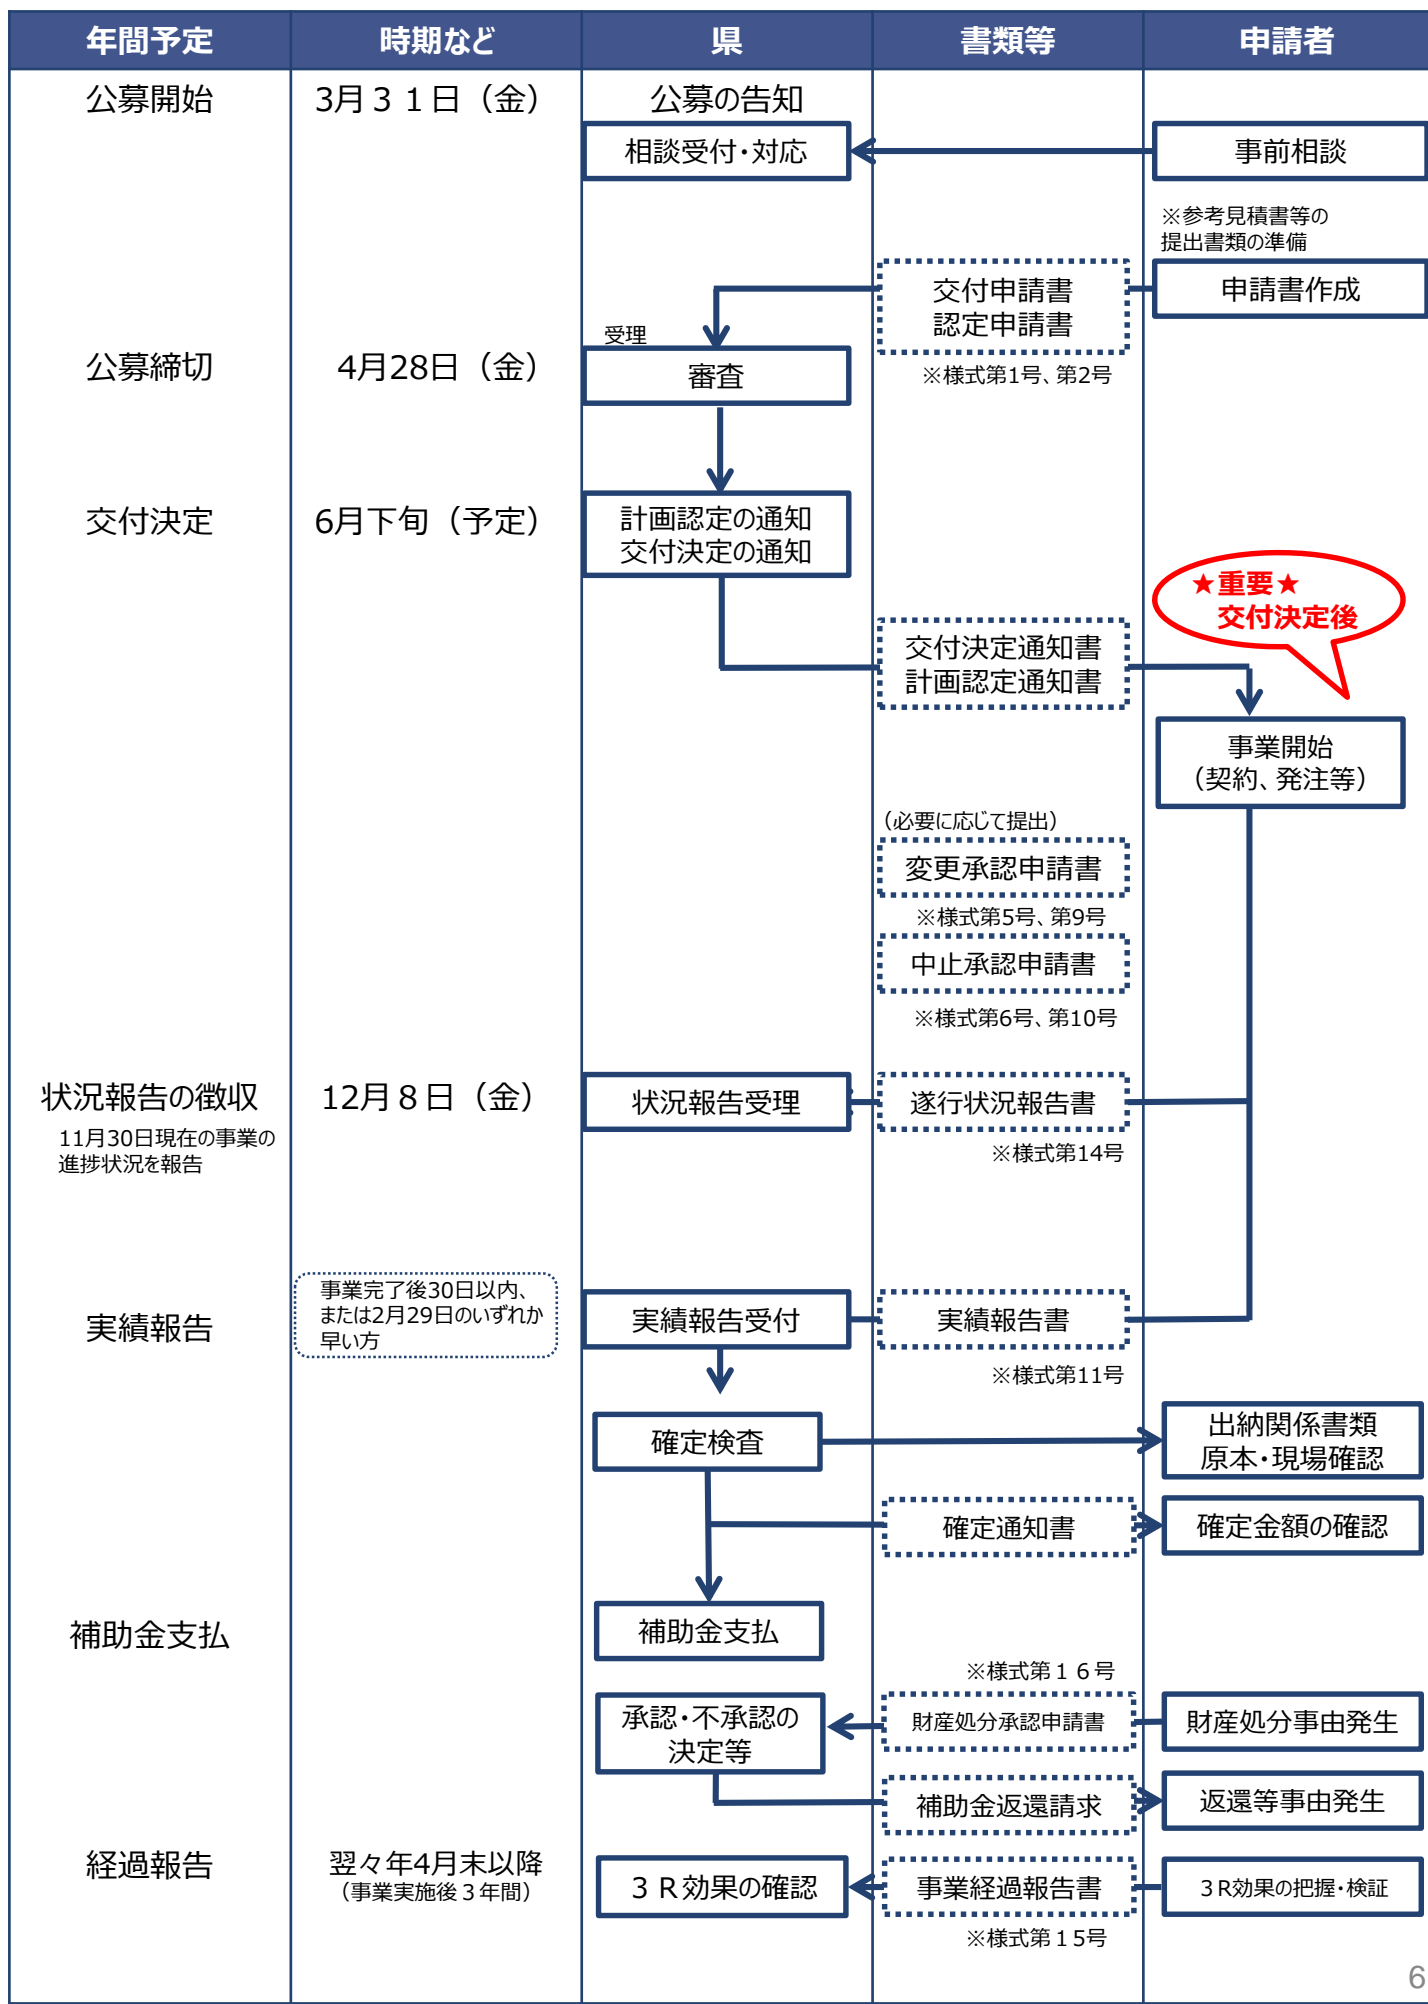 年間予定 時期など 県 書類等 申請者
公募開始 3月３１日（金） 公募の告知
相談受付・対応 事前相談
※参考見積書等の
提出書類の準備
交付申請書
認定申請書
申請書作成
※様式第1号、第2号
受理
公募締切 4月28日（金） 審査
交付決定 6月下旬（予定）
計画認定の通知
交付決定の通知
★重要★
交付決定後
交付決定通知書
計画認定通知書
事業開始
（契約、発注等）
（必要に応じて提出）
変更承認申請書
※様式第5号、第9号
中止承認申請書
※様式第6号、第10号
状況報告の徴収 12月８日（金） 状況報告受理 遂行状況報告書
11月30日現在の事業の
進捗状況を報告
※様式第14号
実績報告
事業完了後30日以内、
または2月29日のいずれか
早い方
実績報告受付 実績報告書
※様式第11号
確定検査
出納関係書類
原本・現場確認
確定通知書 確定金額の確認
補助金支払 補助金支払
※様式第１６号
承認・不承認の
決定等
財産処分承認申請書 財産処分事由発生
補助金返還請求 返還等事由発生
経過報告 翌々年4月末以降
（事業実施後３年間）
３Ｒ効果の確認 事業経過報告書 ３Ｒ効果の把握・検証
※様式第１5号
6